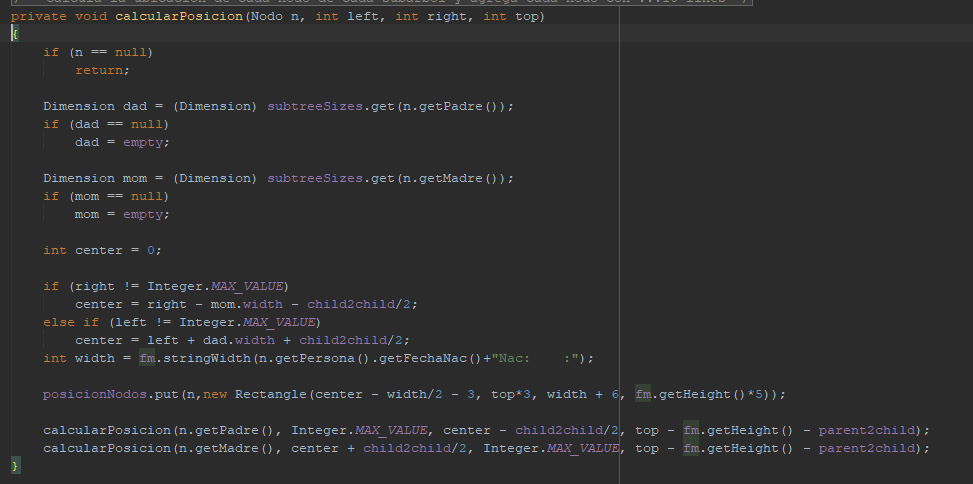 private void calcularPosicion(Nodo n, int left, int right, int top)
{
if (n == null)
return;
Dimension dad = (Dimension) subtreeSizes.get(n.getPadre());
if (dad == null)
dad = empty;
Dimension mom = (Dimension) subtreeSizes.get(n.getMadre());
if (mom == null)
mom = empty;
int center = 0;
if (right != Integer.MAX_VALUE)
center = right - mom.width - child2child/2;
else if (left != Integer.MAX_VALUE)
center = left + dad.width + child2child/2;
int width = fm.stringWidth(n.getPersona().getFechaNac()+"Nac:    :");
posicionNodos.put(n,new Rectangle(center - width/2 - 3, top*3, width + 6, fm.getHeight()*5));
calcularPosicion(n.getPadre(), Integer.MAX_VALUE, center - child2child/2, top - fm.getHeight() - parent2child);
calcularPosicion(n.getMadre(), center + child2child/2, Integer.MAX_VALUE, top - fm.getHeight() - parent2child);
}